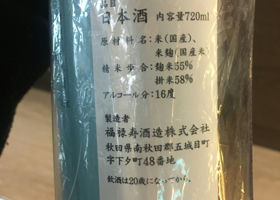 品目
日本酒 内容量720ml
原材料名:米(国産)、
米麹(国産米)
精米歩合:麹米55%
掛米58%
アルコール分:16度
製造者
福禄寿酒造株式会社
秋田県南秋田郡五城目町
字下夕町48番地
飲酒は20歳になってから。